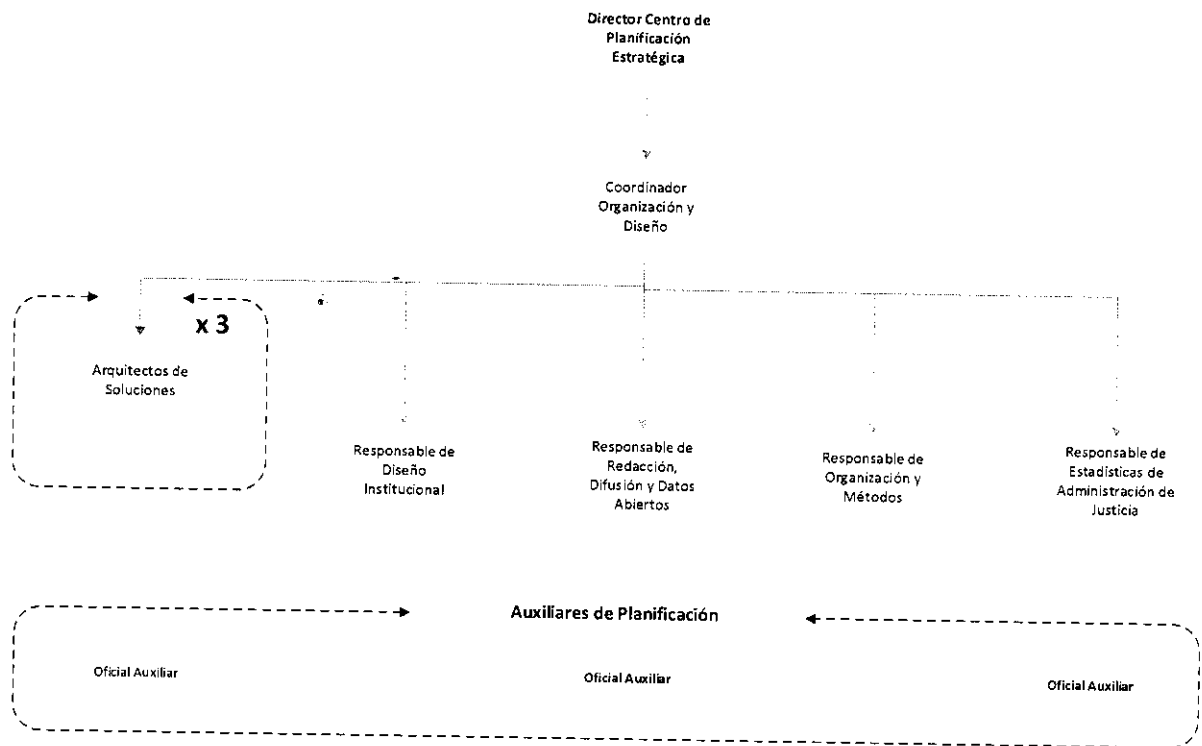 Director Centro de
Planificación
Estratégica
Coordinador
Organización y
Diseño
x 3
Arquitectos de
Soluciones
Responsable de
Diseño
Institucional
Responsable de
Redacción,
Difusión y Datos
Abiertos
Responsable de
Organización y
Métodos
Responsable de
Estadísticas de
Administración de
Justicia
Auxiliares de Planificación
Oficial Auxiliar
Oficial Auxiliar
Oficial Auxiliar